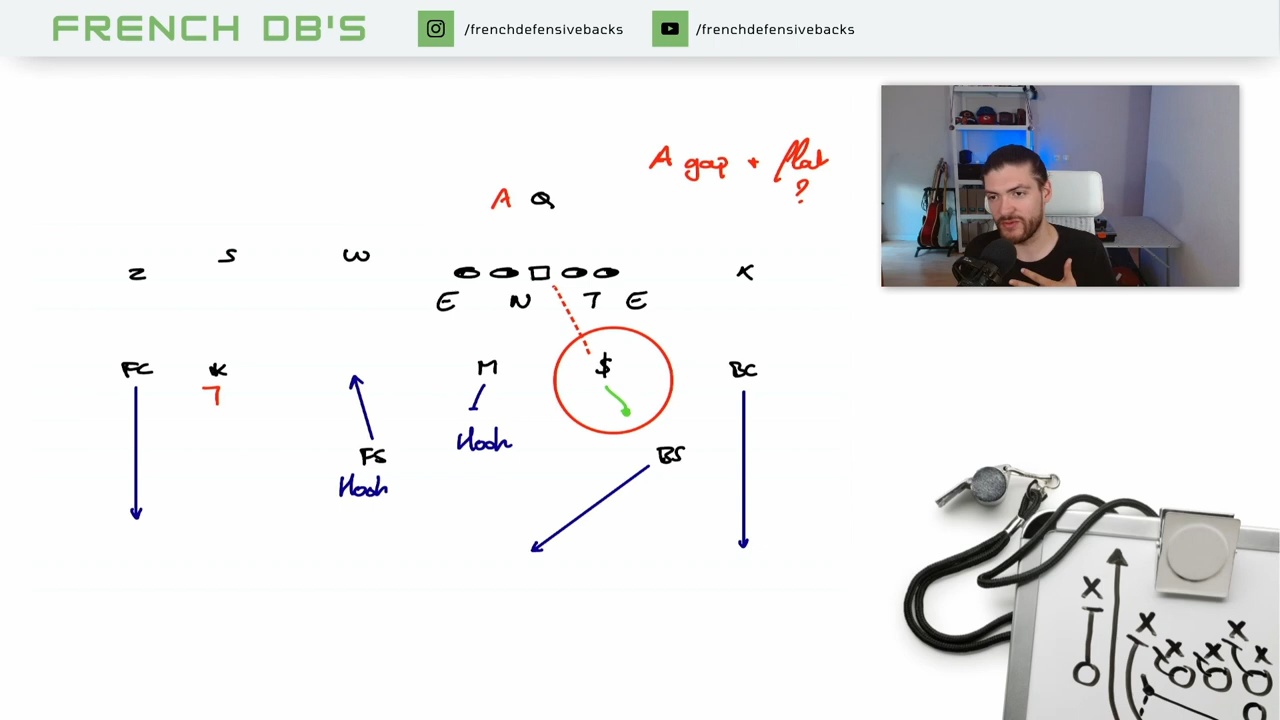 FRENCH DB'S
/frenchdefensivebacks
/frenchdefensivebacks
A gap + flat
?
A Q
Z S W X
E N T E
FC K M $ BC
7
Hook
FS BS
Hook
X
X X X X